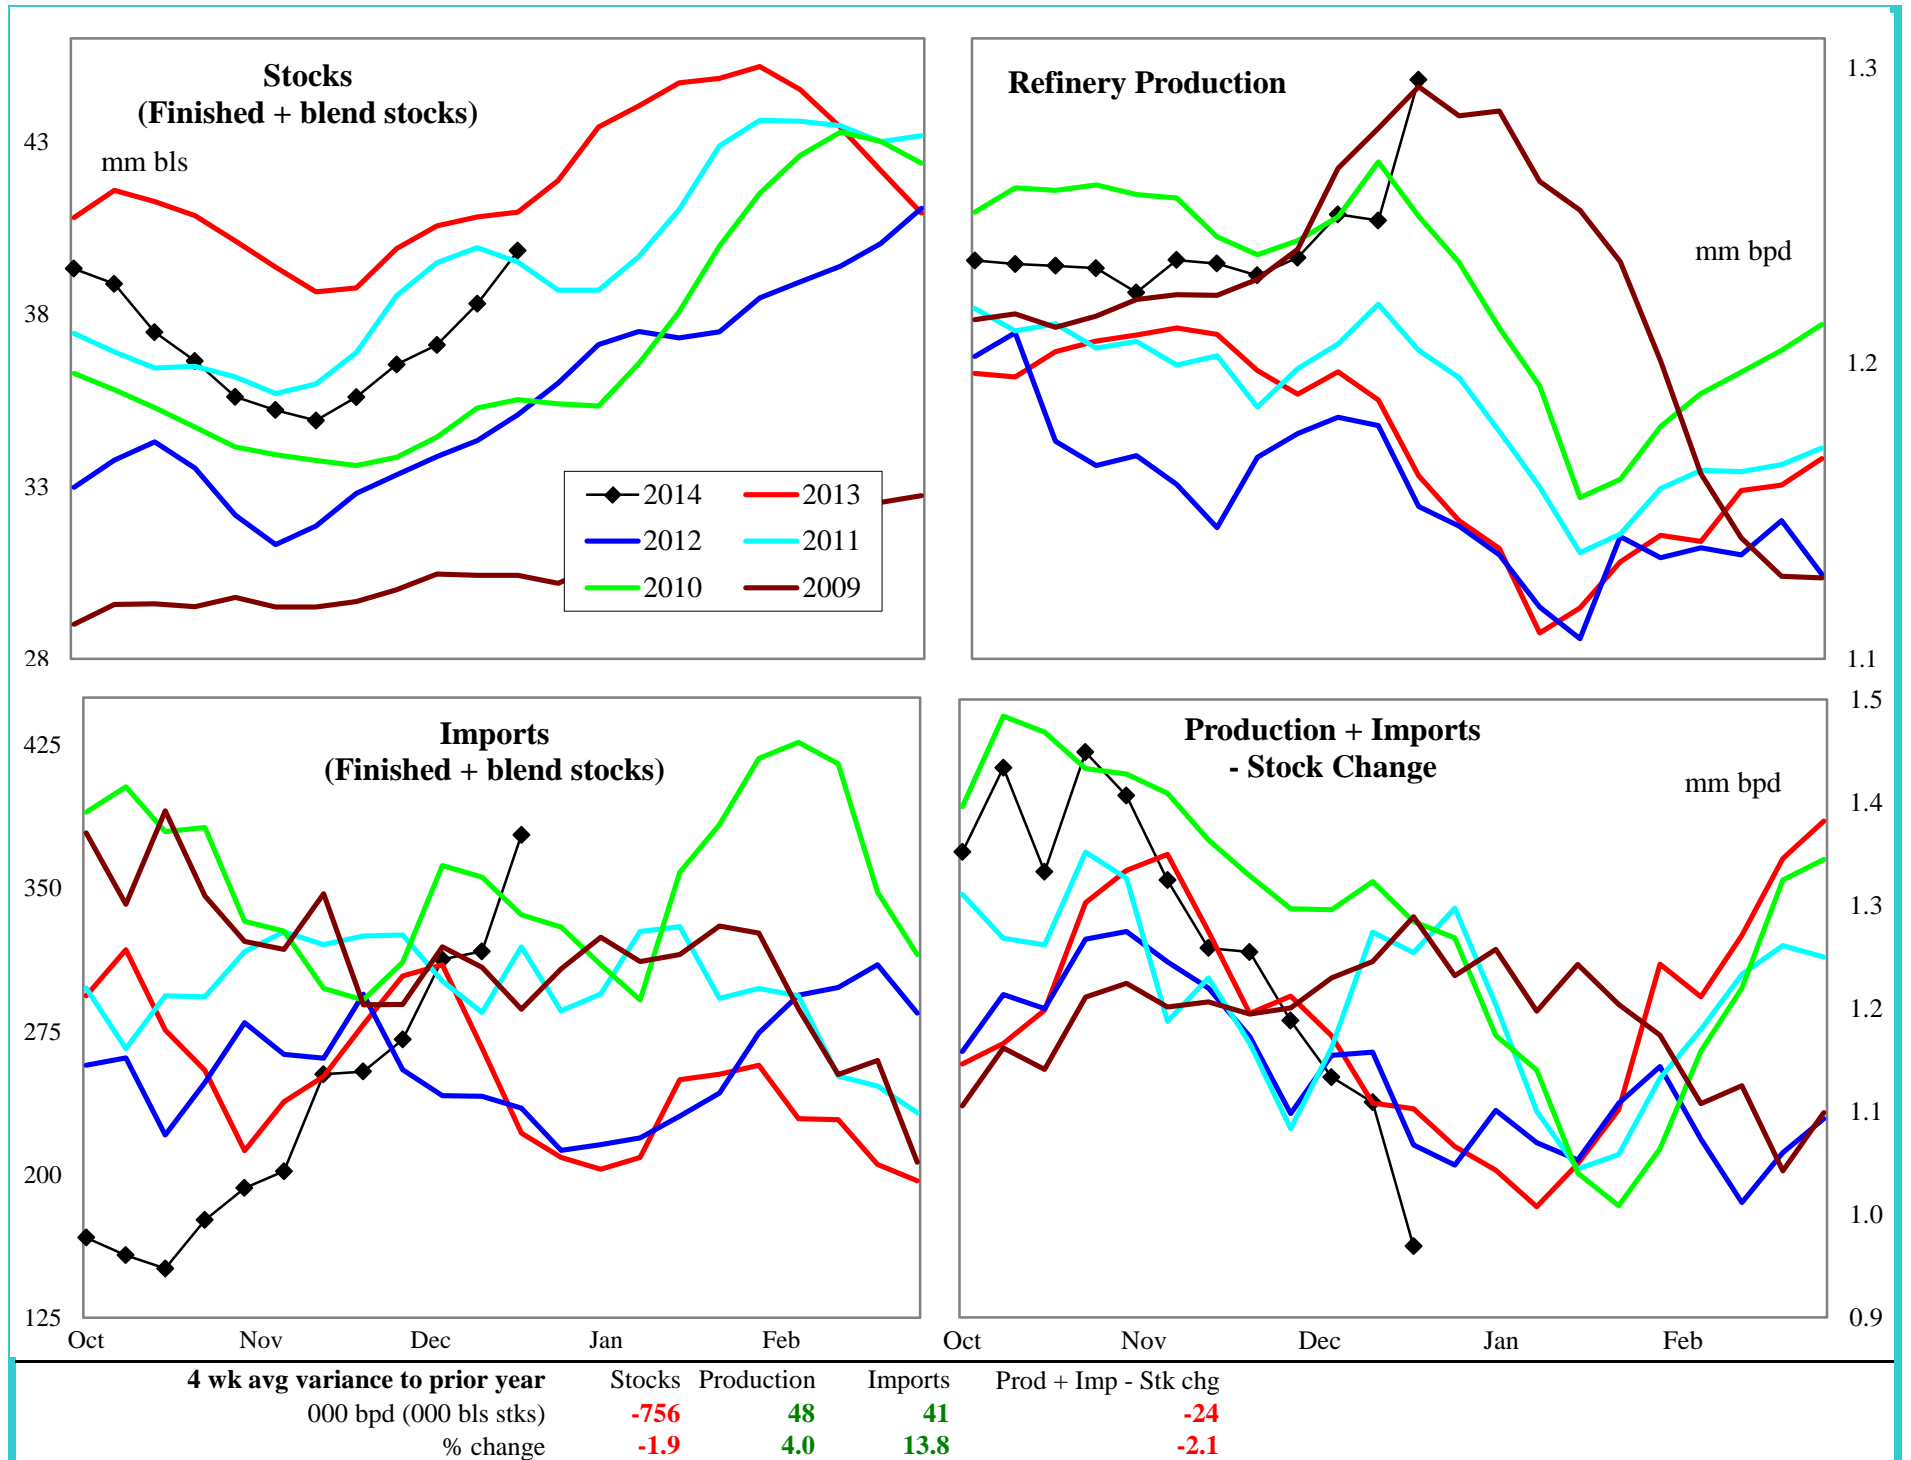 Stocks
(Finished + blend stocks)
mm bls
43
38
33
28
2014 2013
2012 2011
2010 2009
Refinery Production
mm bpd
1.3
1.2
1.1
Imports
(Finished + blend stocks)
425
350
275
200
125
Oct Nov Dec Jan Feb
Production + Imports
- Stock Change
mm bpd
1.5
1.4
1.3
1.2
1.1
1.0
0.9
Oct Nov Dec Jan Feb
4 wk avg variance to prior year Stocks Production Imports Prod + Imp - Stk chg
000 bpd (000 bls stks) -756 48 41 -24
% change -1.9 4.0 13.8 -2.1